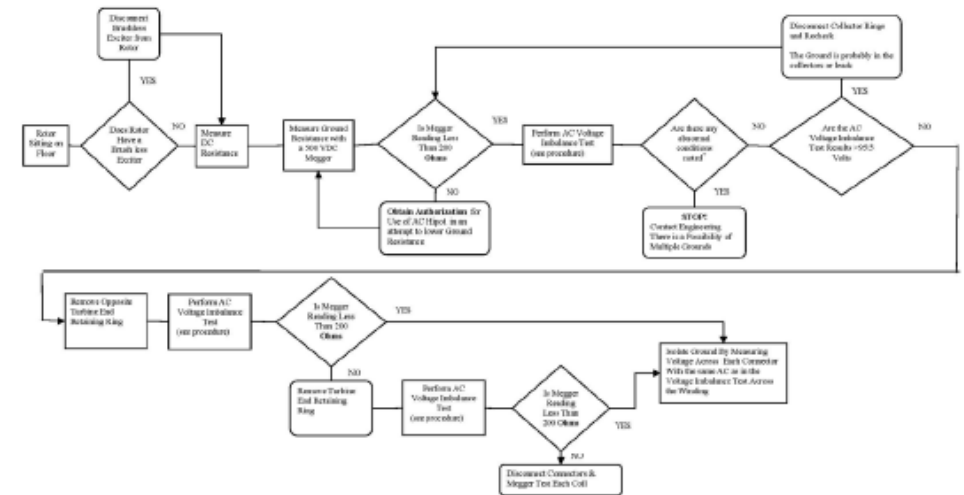 Disconnect
Brushless
Exciter from
Rotor
YES
Rotor
Sitting on
Floor
Does Rotor
Have a
Brush less
Exciter
NO
Measure
DC
Resistance
Measure Ground
Resistance with
a 500 VDC
Megger
Is Megger
Reading Less
Than 200
Ohms
YES
NO
Obtain Authorization for
Use of AC Hipot in an
attempt to lower Ground
Resistance
Perform AC Voltage
Imbalance Test
(see procedure)
Are there any
abnormal
conditions
noted
NO
YES
STOP!
Contact Engineering
There is a Possibility of
Multiple Grounds
Disconnect Collector Rings
and Recheck
The Ground is probably in the
collectors or leads
YES
Are the AC
Voltage Imbalance
Test Results
Volts
NO
Remove Opposite
Turbine End
Retaining Ring
Perform AC
Voltage Imbalance
Test
(see procedure)
Is Megger
Reading Less
Than 200
Ohms
YES
NO
Remove Turbine
End Retaining
Ring
Perform AC
Voltage Imbalance
Test
(see procedure)
Is Megger
Reading
Less Than
200 Ohms
YES
NO
Disconnect Connectors &
Megger Test Each Coil
Isolate Ground By Measuring
Voltage Across Each Connector
With the same AC as in the
Voltage Imbalance Test Across
the Winding